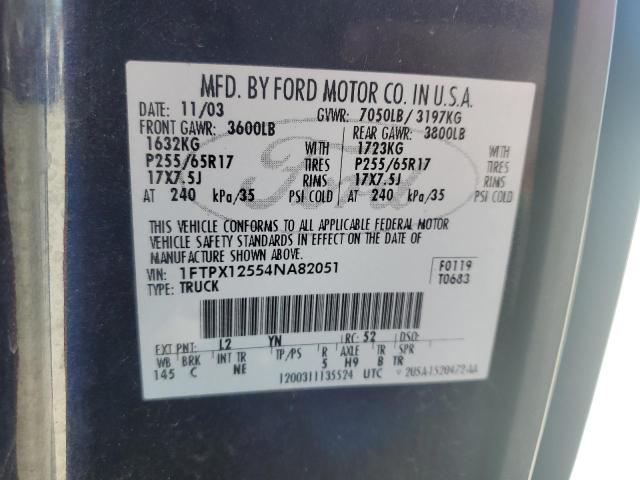 MFD. BY FORD MOTOR CO. IN U.S.A.
DATE: 11/03 GVWR: 7050LB/ 3197KG
FRONT GAWR: 3600LB REAR GAWR: 3800LB
1632KG WITH 1723KG WITH
P255/65R17 TIRES P255/65R17 TIRES
17X7.5J RIMS 17X7.5J RIMS
AT 240 kPa/35 PSI COLD AT 240 kPa/35 PSI COLD
Ford
THIS VEHICLE CONFORMS TO ALL APPLICABLE FEDERAL MOTOR
VEHICLE SAFETY STANDARDS IN EFFECT ON THE DATE OF
MANUFACTURE SHOWN ABOVE.
VIN: 1FTPX12554NA82051 F0119
TYPE: TRUCK T0683
EXT PNT: L2 YN RC: 52 DSO:
WB BRK INT TR TP/PS R AXLE TR SPR
145 C NE 5 H9 B TR
1200311135524 UTC